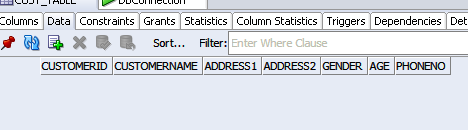 CUST_TABLE DBConnection
Columns Data Constraints Grants Statistics Column Statistics Triggers Dependencies Det
Sort... Filter: Enter Where Clause
CUSTOMERID CUSTOMERNAME ADDRESS1 ADDRESS2 GENDER AGE PHONENO